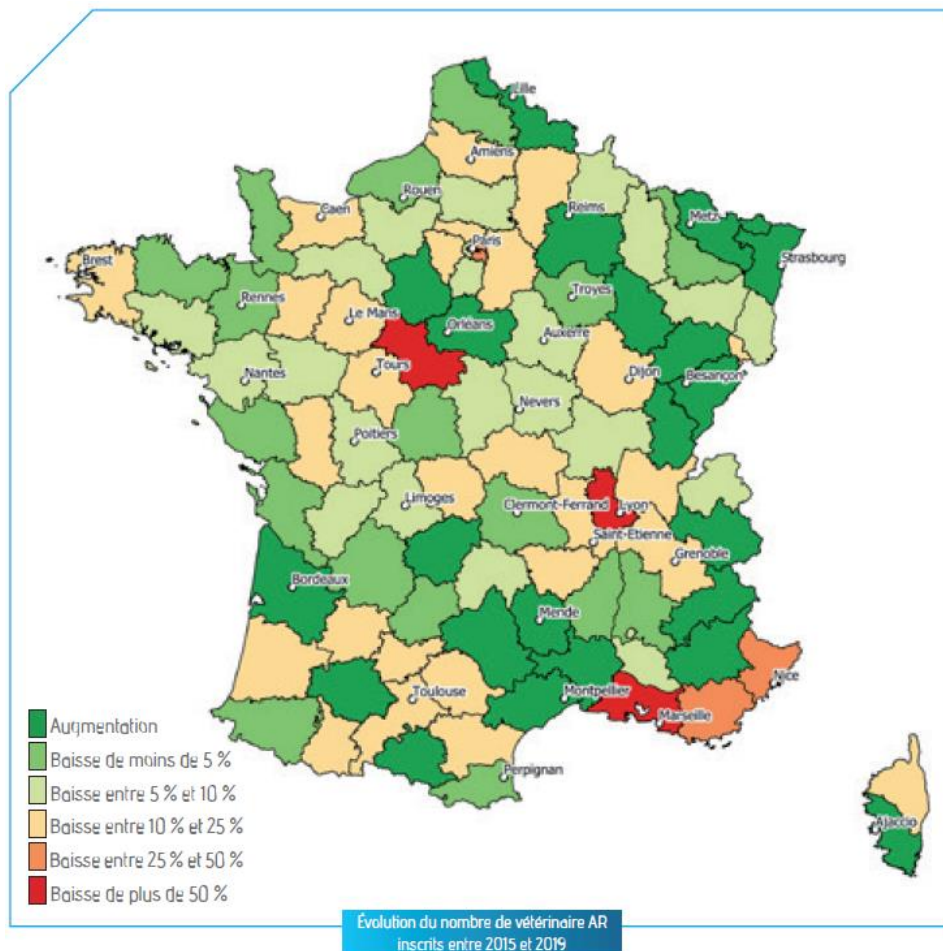 Lille
Amiens
Rouen
Reims
Caen
Metz
Paris
Strasbourg
Brest
Troyes
Rennes
Le Mans
Orléans
Auxerre
Tours
Dijon
Besançon
Nantes
Nevers
Poitiers
Limoges
Clermont-Ferrand
Lyon
Saint-Etienne
Grenoble
Bordeaux
Mende
Nice
Toulouse
Montpellier
Marseille
Perpignan
Ajaccio
Augmentation
Baisse de moins de 5 %
Baisse entre 5 % et 10 %
Baisse entre 10 % et 25 %
Baisse entre 25 % et 50 %
Baisse de plus de 50 %
Évolution du nombre de vétérinaire AR
inscrits entre 2015 et 2019